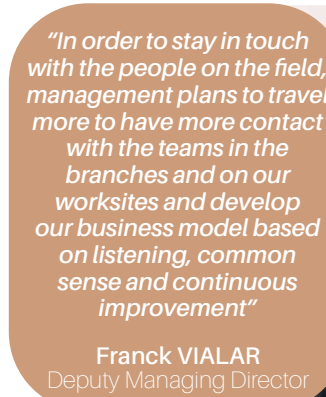 “In order to stay in touch
with the people on the field,
management plans to travel
more to have more contact
with the teams in the
branches and on our
worksites and develop
our business model based
on listening, common
sense and continuous
improvement”
Franck VIALAR
Deputy Managing Director